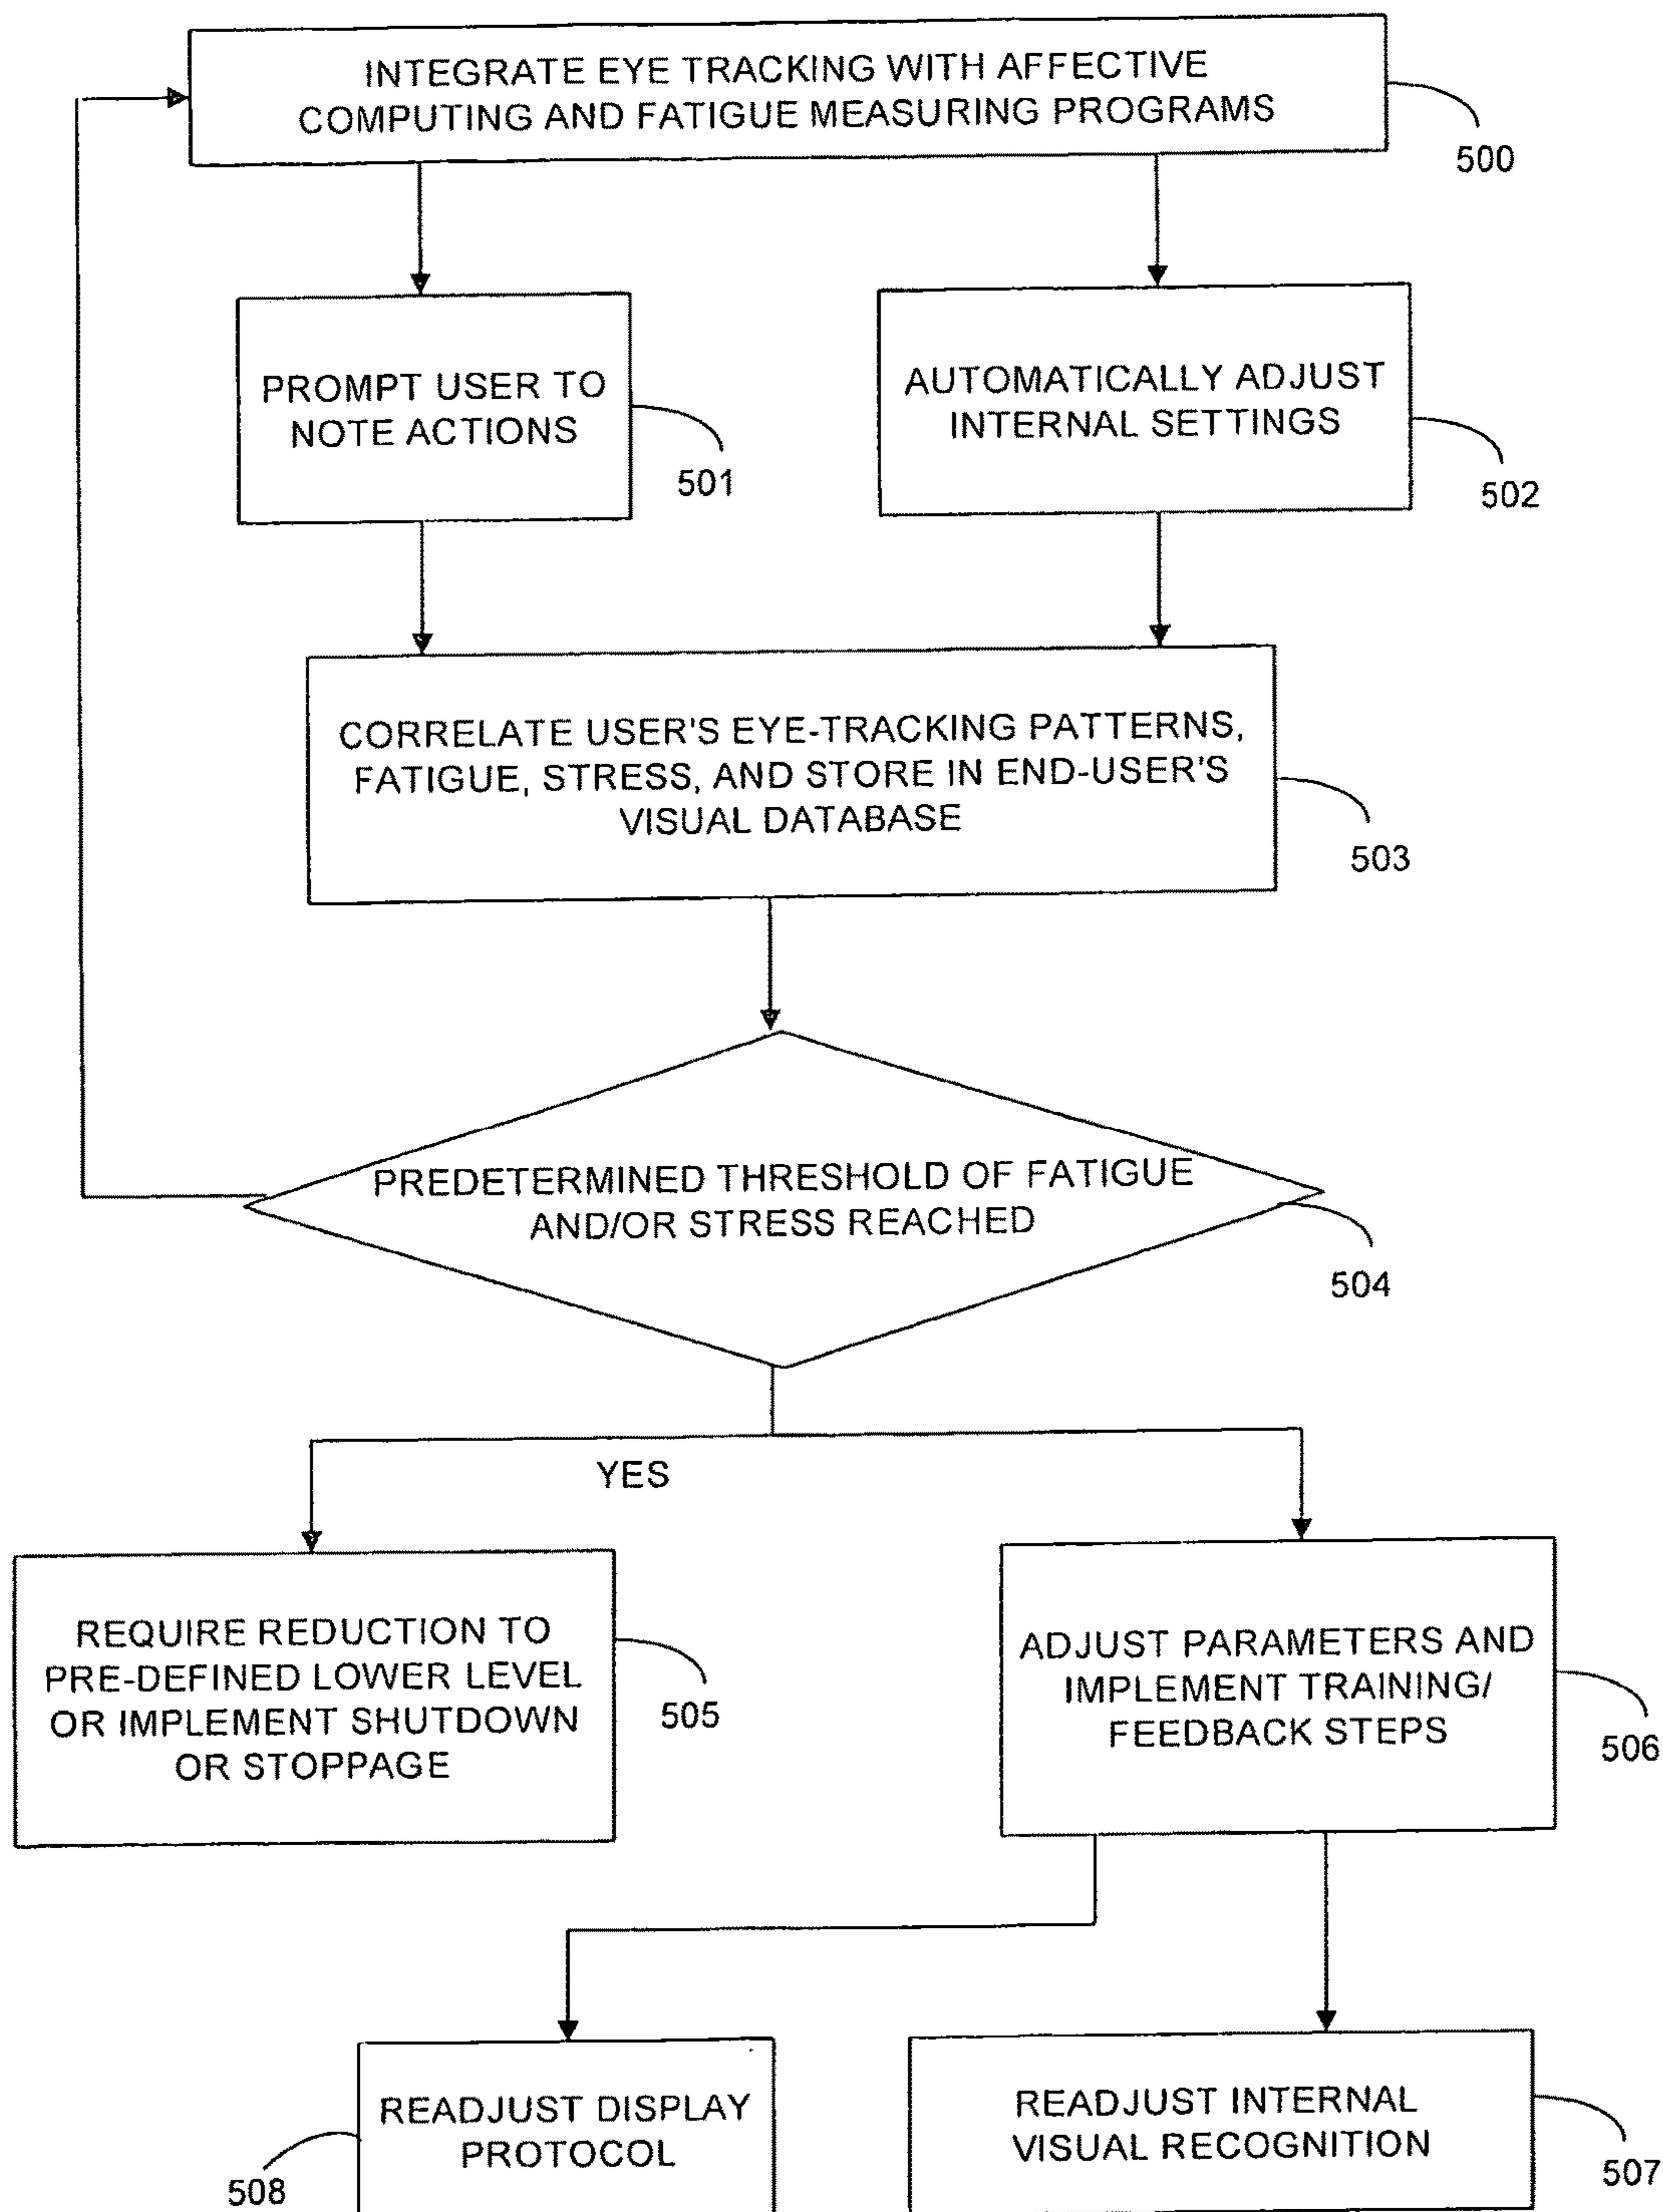 INTEGRATE EYE TRACKING WITH AFFECTIVE
COMPUTING AND FATIGUE MEASURING PROGRAMS
500
PROMPT USER TO
NOTE ACTIONS
501
AUTOMATICALLY ADJUST
INTERNAL SETTINGS
502
CORRELATE USER'S EYE-TRACKING PATTERNS,
FATIGUE, STRESS, AND STORE IN END-USER'S
VISUAL DATABASE
503
PREDETERMINED THRESHOLD OF FATIGUE
AND/OR STRESS REACHED
504
YES
REQUIRE REDUCTION TO
PRE-DEFINED LOWER LEVEL
OR IMPLEMENT SHUTDOWN
OR STOPPAGE
505
ADJUST PARAMETERS AND
IMPLEMENT TRAINING/
FEEDBACK STEPS
506
READJUST DISPLAY
PROTOCOL
508
READJUST INTERNAL
VISUAL RECOGNITION
507